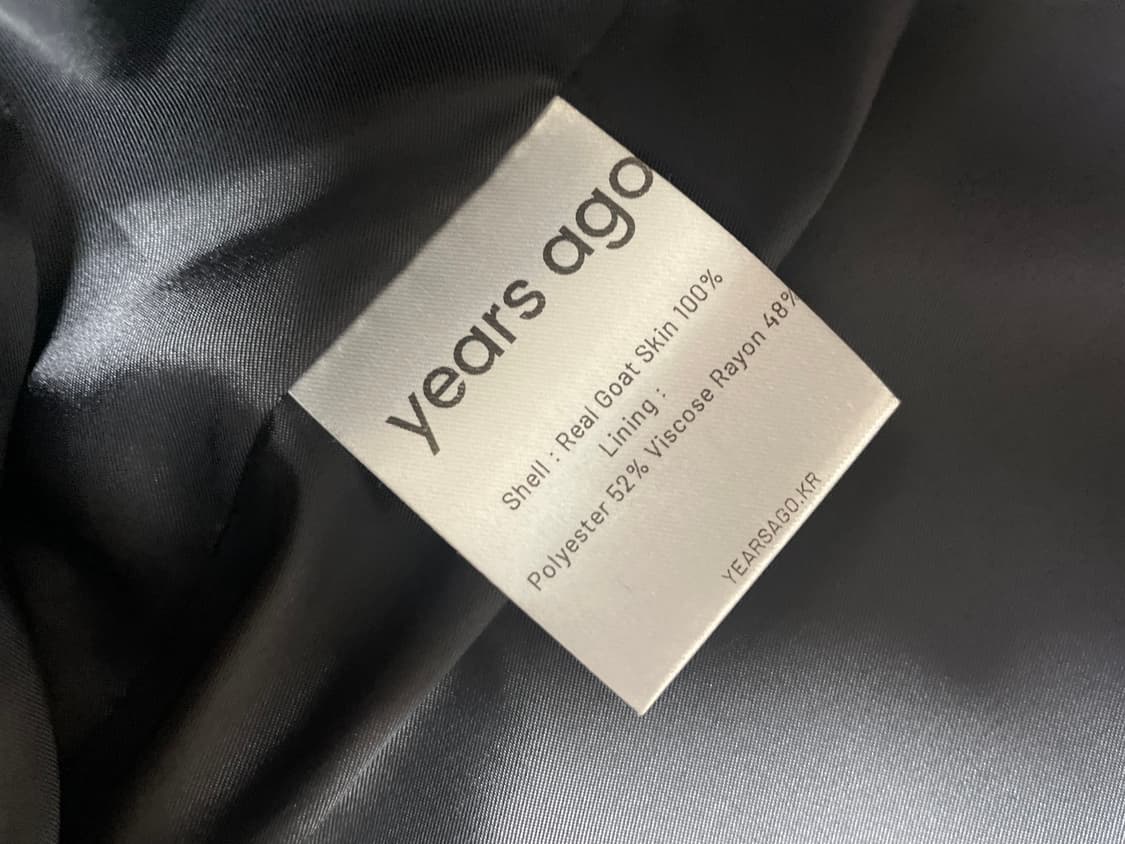 years ago
Shell : Real Goat Skin 100%
Lining :
Polyester 52% Viscose Rayon 48%
YEARSAGO.KR